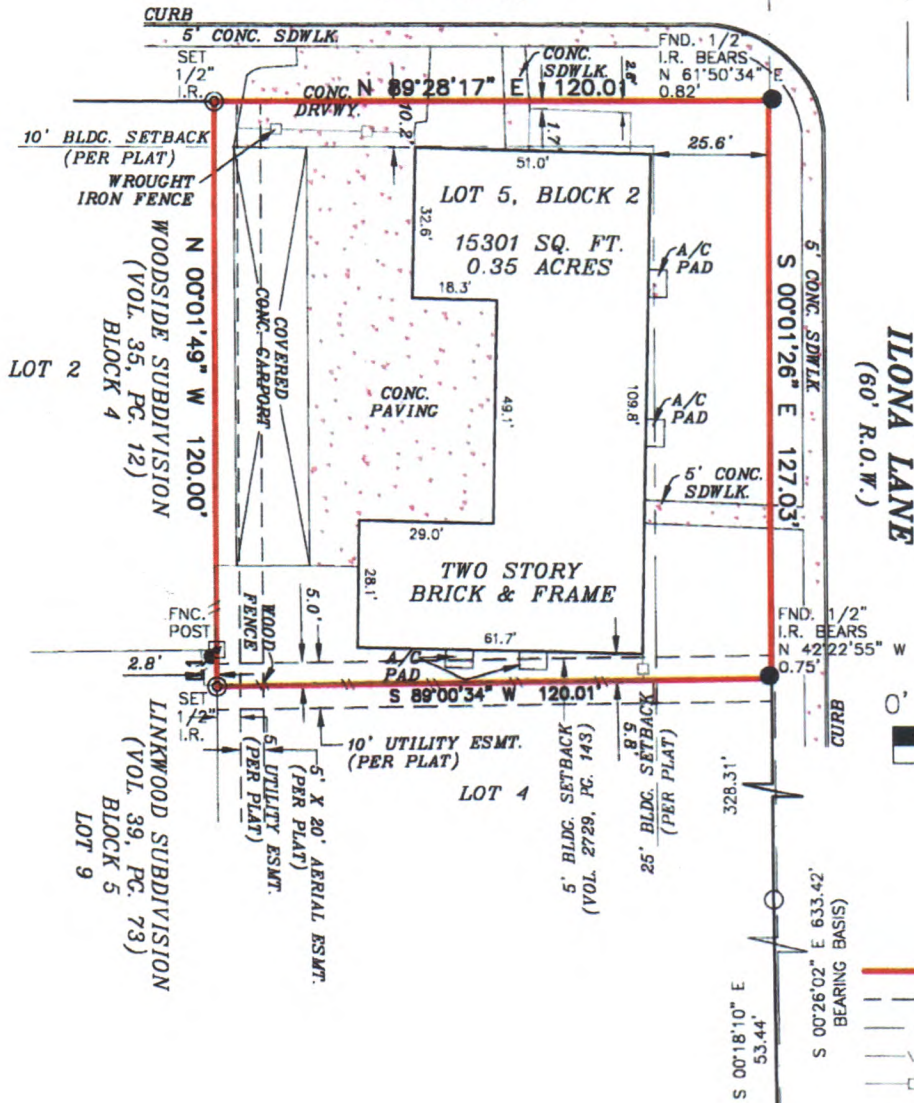 CURB
5' CONC. SDWLK.
SET
1/2"
I.R.
CONC.
DRVWY.
N 89°28'17" E 120.01'
CONC.
SDWLK.
2.8'
FND. 1/2"
I.R. BEARS
N 61°50'34" E
0.82'
10' BLDG. SETBACK
(PER PLAT)
WROUGHT
IRON FENCE
10.2'
1.7'
51.0'
25.6'
LOT 5, BLOCK 2
15301 SQ. FT.
0.35 ACRES
32.6'
18.3'
A/C
PAD
A/C
PAD
5' CONC. SDWLK.
S 00°01'26" E 127.03'
ILONA LANE
(60' R.O.W.)
LOT 2
WOODSIDE SUBDIVISION
(VOL. 35, PG. 12)
BLOCK 4
N 00°01'49" W 120.00'
COVERED
CONC. CARPORT
CONC.
PAVING
49.1'
109.8'
5' CONC.
SDWLK.
29.0'
28.1'
TWO STORY
BRICK & FRAME
61.7'
FNC.
POST
WOOD
FENCE
5.0'
2.8'
A/C
PAD
S 89°00'34" W 120.01'
FND. 1/2"
I.R. BEARS
N 42°22'55" W
0.75'
SET
1/2"
I.R.
10' UTILITY ESMT.
(PER PLAT)
5' UTILITY ESMT.
(PER PLAT)
5' X 20' AERIAL ESMT.
(PER PLAT)
LOT 4
5' BLDG. SETBACK
(VOL. 2729, PG. 143)
5.8'
25' BLDG. SETBACK
(PER PLAT)
CURB
0'
328.31'
LINKWOOD SUBDIVISION
(VOL. 39, PG. 73)
BLOCK 5
LOT 9
S 00°26'02" E 633.42'
BEARING BASIS)
S 00°18'10" E
53.44'